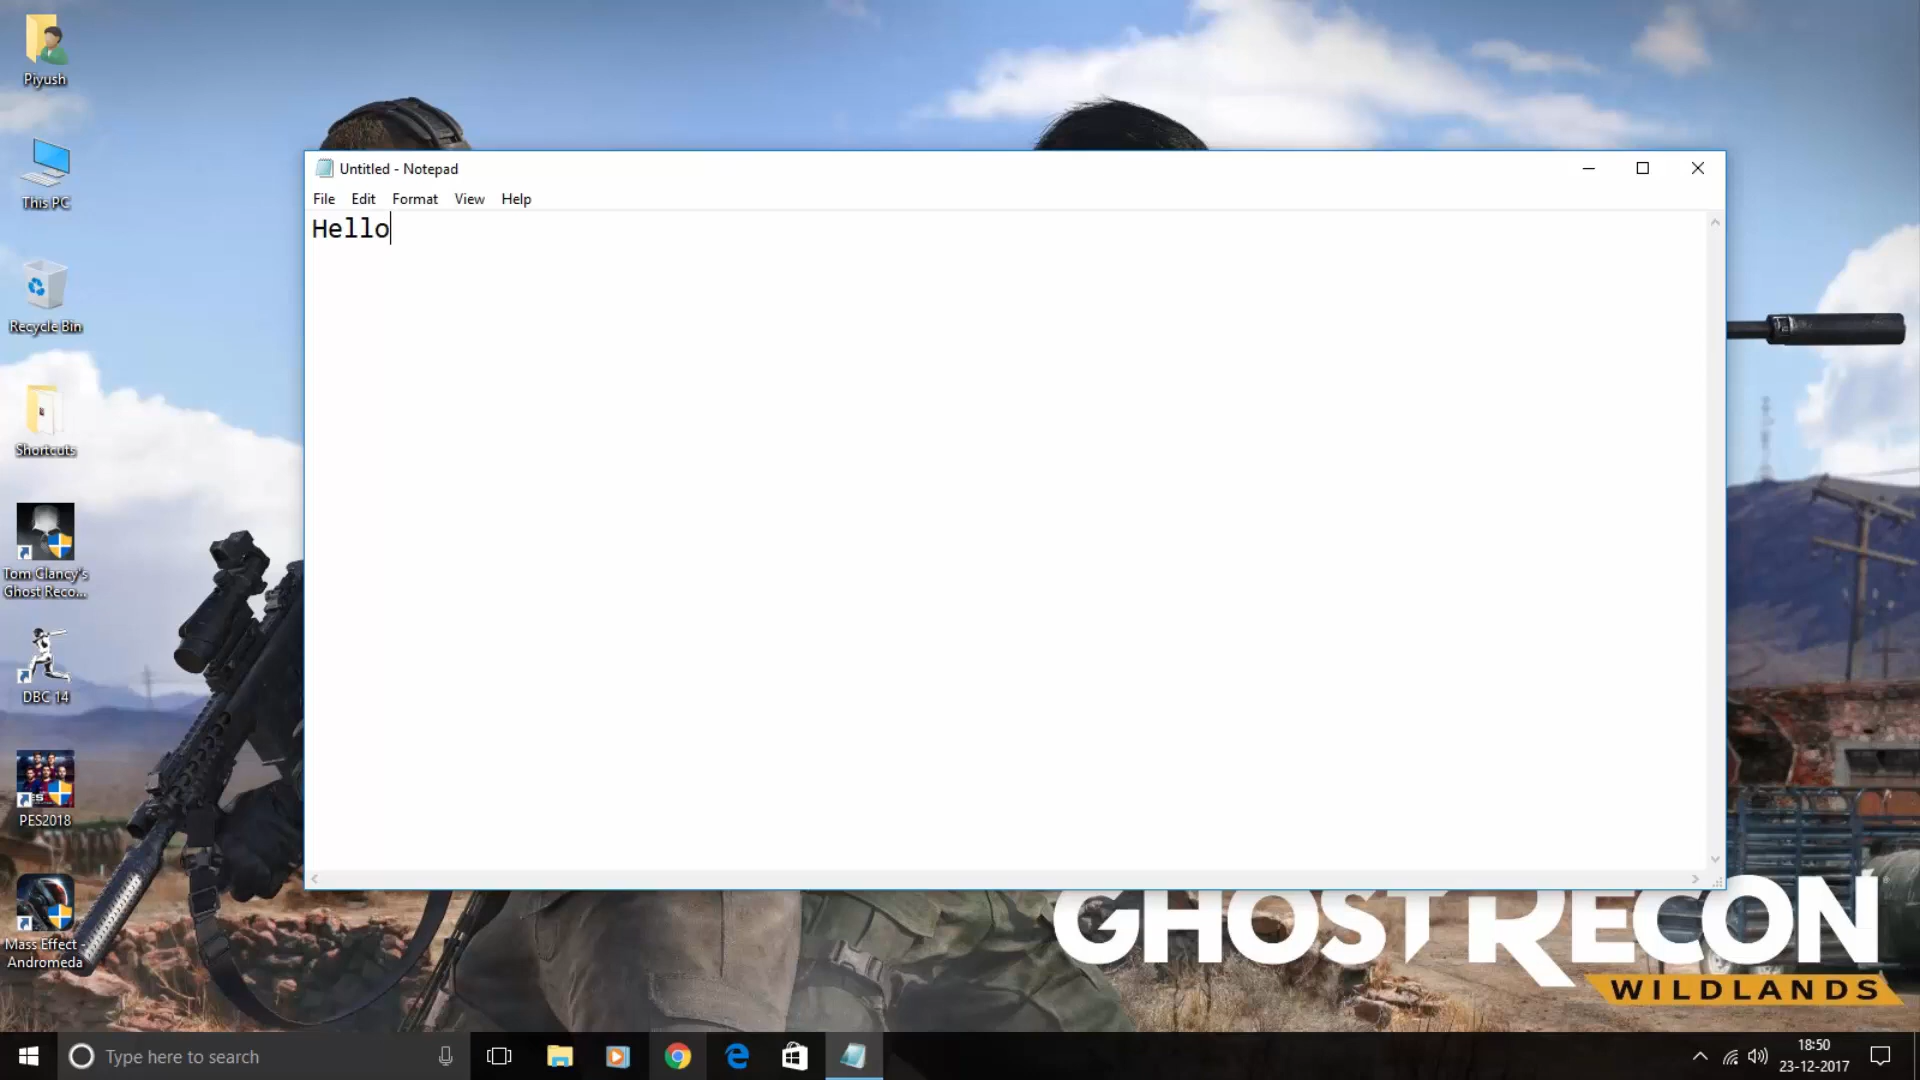 Piyush
This PC
Recycle Bin
Shortcuts
Tom Clancy's
Ghost Reco...
DBC 14
PES2018
Mass Effect -
Andromeda
Untitled - Notepad
File Edit Format View Help
Hello
GHOST RECON
WILDLANDS
Type here to search
18:50
23-12-2017